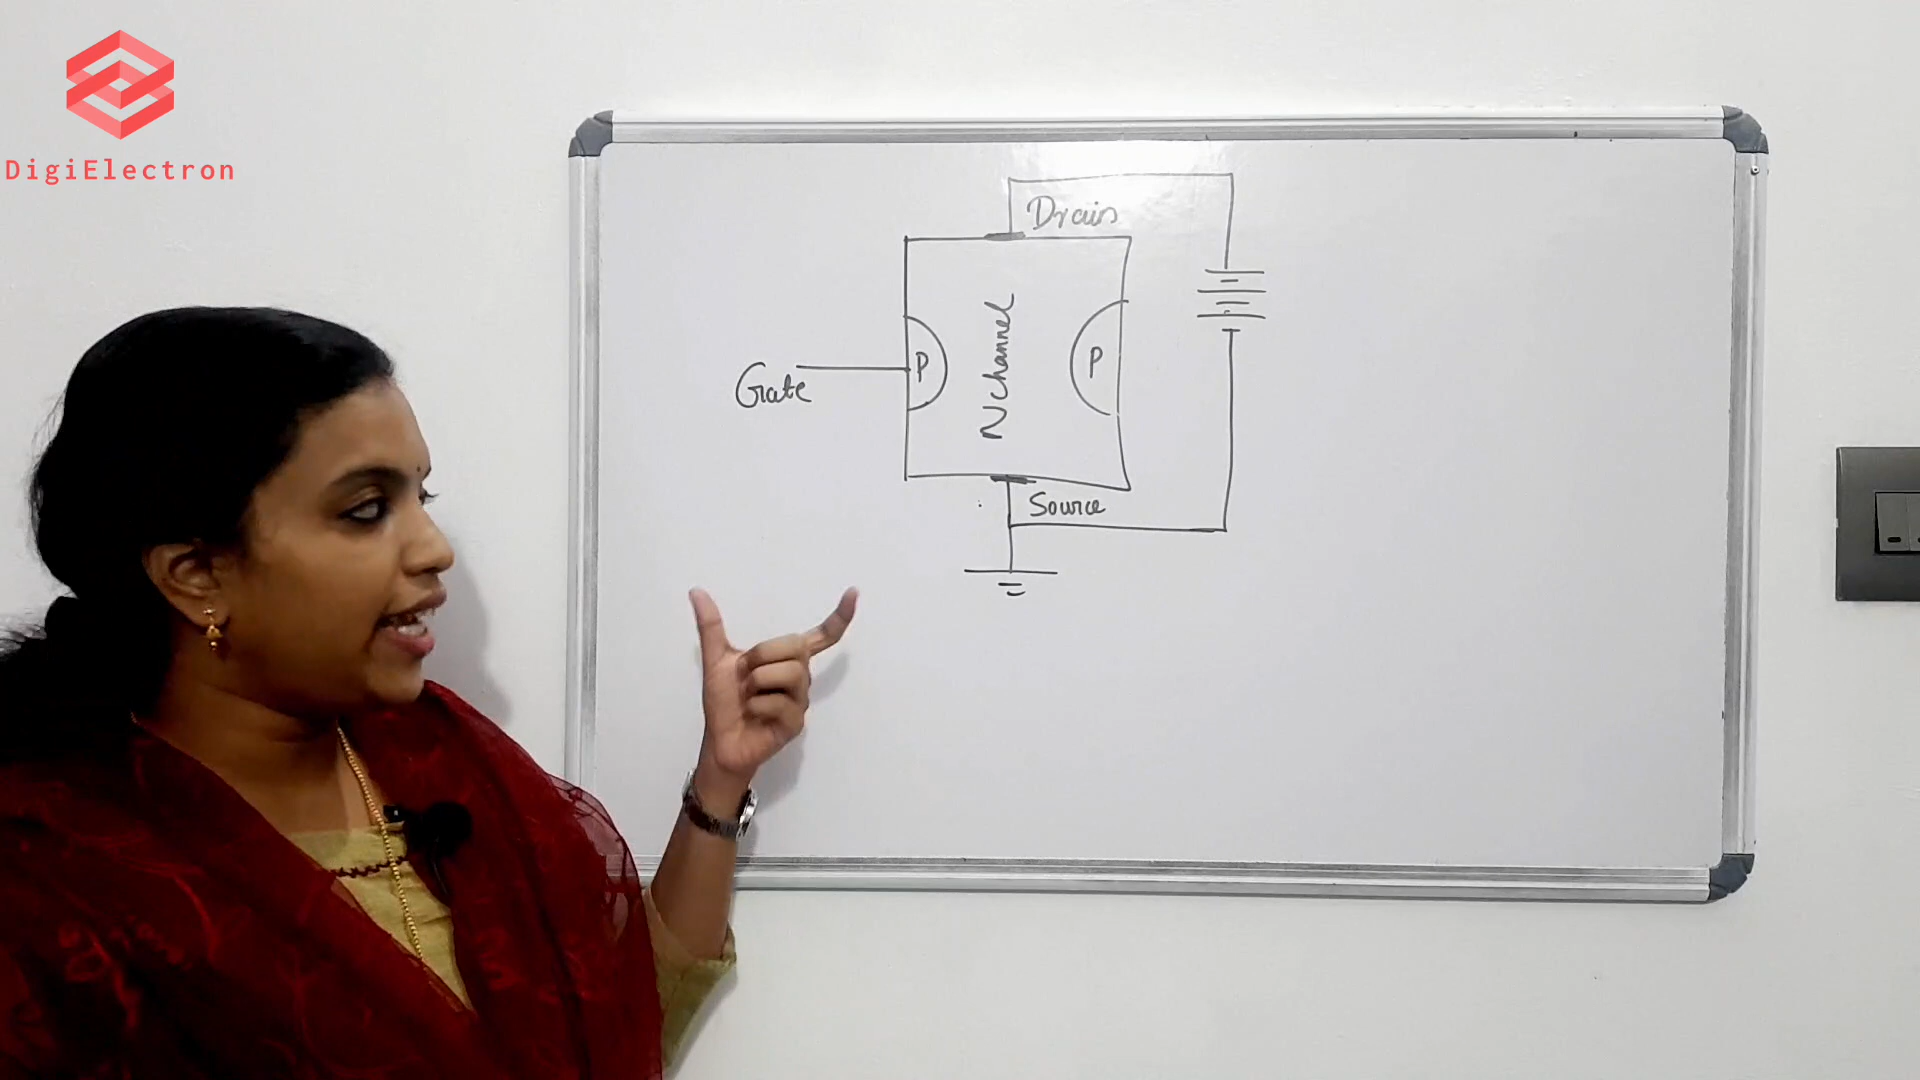 DigiElectron
Drain
N channel
P
P
Gate
Source